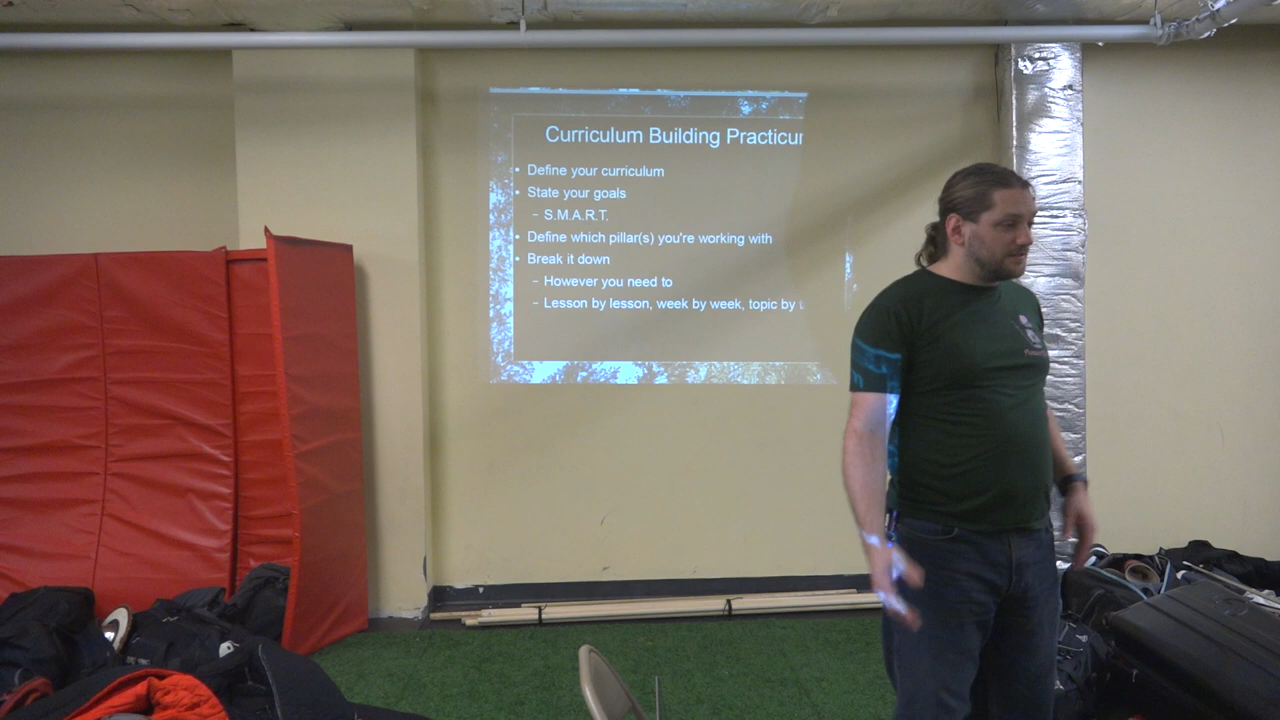 Curriculum Building Practicu
• Define your curriculum
• State your goals
– S.M.A.R.T.
• Define which pillar(s) you're working with
• Break it down
– However you need to
– Lesson by lesson, week by week, topic by